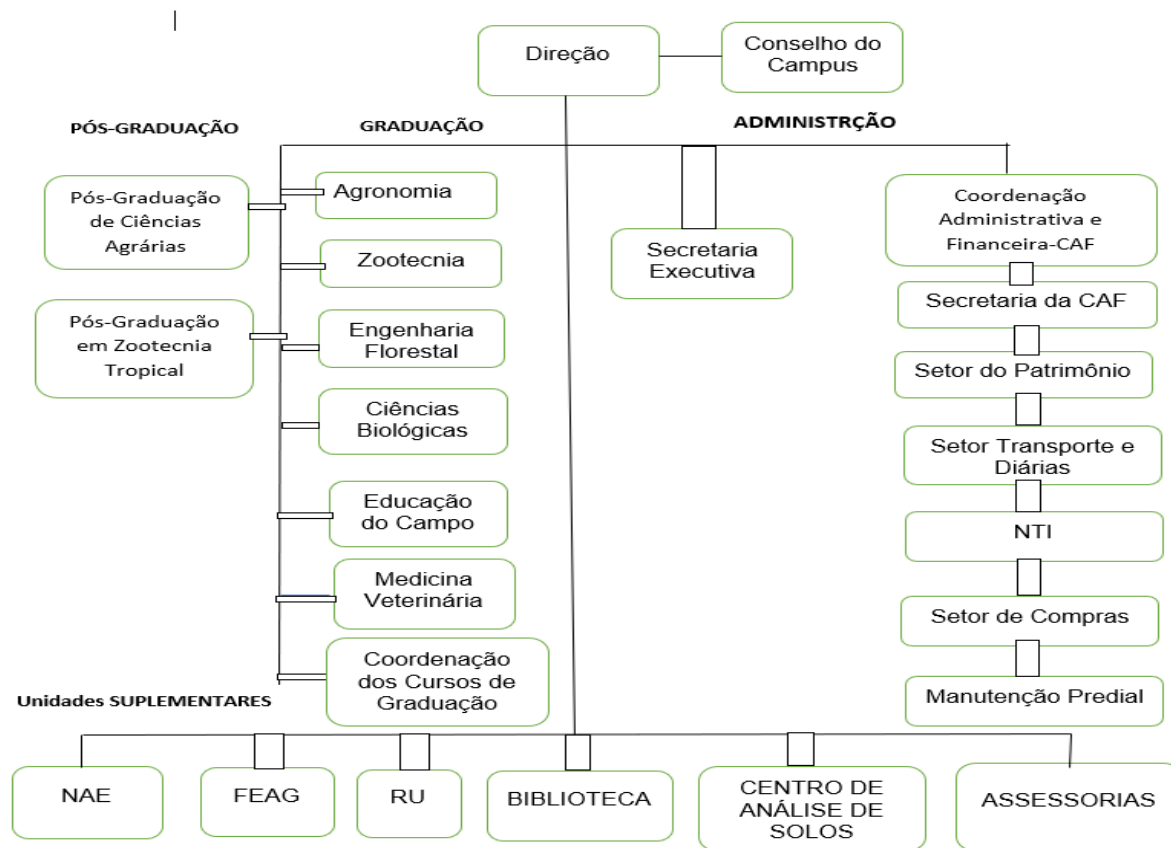 Direção
Conselho do
Campus
PÓS-GRADUAÇÃO
GRADUAÇÃO
ADMINISTRÇÃO
Pós-Graduação
de Ciências
Agrárias
Pós-Graduação
em Zootecnia
Tropical
Agronomia
Zootecnia
Engenharia
Florestal
Ciências
Biológicas
Educação
do Campo
Medicina
Veterinária
Coordenação
dos Cursos de
Graduação
Secretaria
Executiva
Coordenação
Administrativa e
Financeira-CAF
Secretaria da CAF
Setor do Patrimônio
Setor Transporte e
Diárias
NTI
Setor de Compras
Manutenção Predial
Unidades SUPLEMENTARES
NAE
FEAG
RU
BIBLIOTECA
CENTRO DE
ANÁLISE DE
SOLOS
ASSESSORIAS